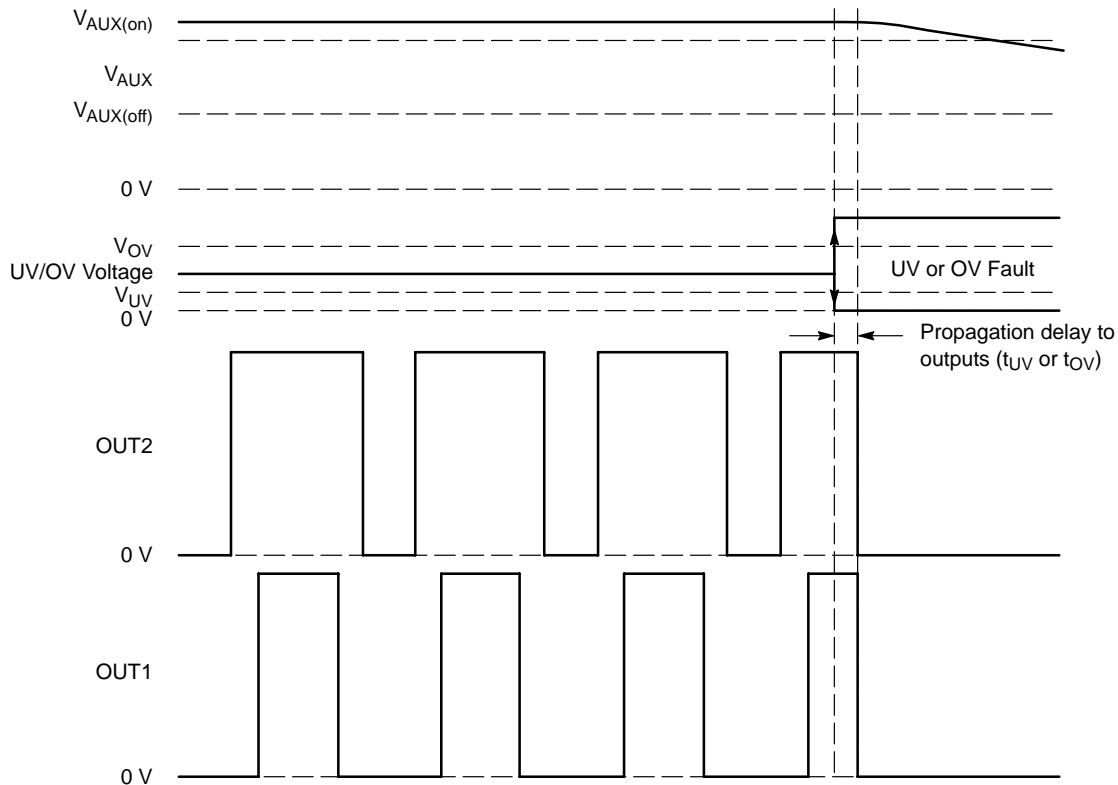 VAUX(on)
VAUX
VAUX(off)
0 V
VOV
UV/OV Voltage
VUV
0 V
UV or OV Fault
Propagation delay to
outputs (tUV or tOV)
OUT2
0 V
OUT1
0 V